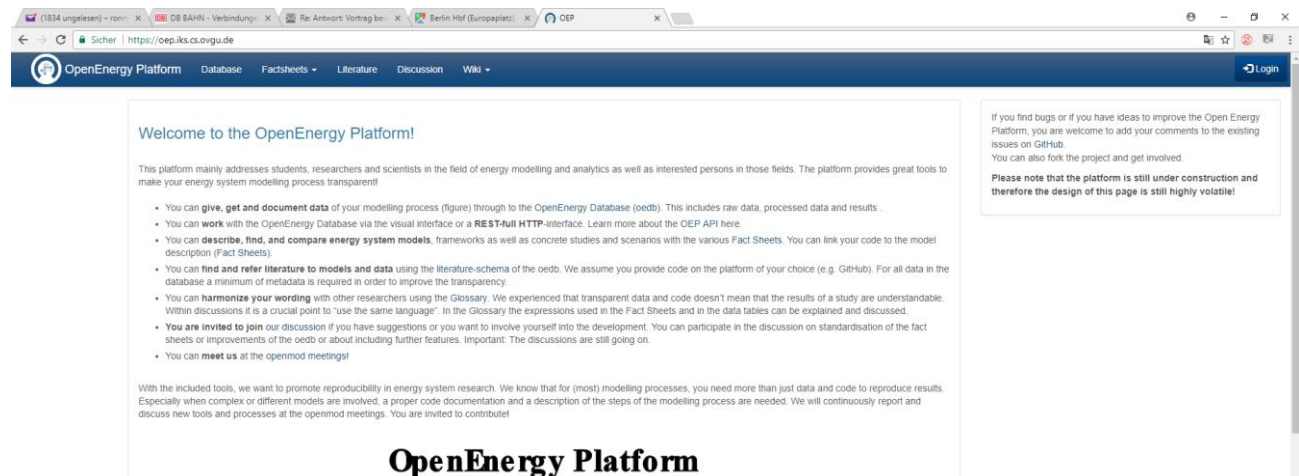 (1834 ungelesen) – ronn
DB BAHN - Verbindungs
Re: Antwort: Vortrag bei
Berlin Hbf (Europaplatz),
OEP
Sicher | https://oep.iks.cs.ovgu.de
OpenEnergy Platform Database Factsheets Literature Discussion Wiki Login
Welcome to the OpenEnergy Platform!
This platform mainly addresses students, researchers and scientists in the field of energy modelling and analytics as well as interested persons in those fields. The platform provides great tools to
make your energy system modelling process transparent!
• You can give, get and document data of your modelling process (figure) through to the OpenEnergy Database (oedb). This includes raw data, processed data and results .
• You can work with the OpenEnergy Database via the visual interface or a REST-full HTTP-interface. Learn more about the OEP API here.
• You can describe, find, and compare energy system models, frameworks as well as concrete studies and scenarios with the various Fact Sheets. You can link your code to the model
description (Fact Sheets).
• You can find and refer literature to models and data using the literature-schema of the oedb. We assume you provide code on the platform of your choice (e.g. GitHub). For all data in the
database a minimum of metadata is required in order to improve the transparency.
• You can harmonize your wording with other researchers using the Glossary. We experienced that transparent data and code doesn't mean that the results of a study are understandable.
Within discussions it is a crucial point to "use the same language". In the Glossary the expressions used in the Fact Sheets and in the data tables can be explained and discussed.
• You are invited to join our discussion if you have suggestions or you want to involve yourself into the development. You can participate in the discussion on standardisation of the fact
sheets or improvements of the oedb or about including further features. Important: The discussions are still going on.
• You can meet us at the openmod meetings!
With the included tools, we want to promote reproducibility in energy system research. We know that for (most) modelling processes, you need more than just data and code to reproduce results.
Especially when complex or different models are involved, a proper code documentation and a description of the steps of the modelling process are needed. We will continuously report and
discuss new tools and processes at the openmod meetings. You are invited to contribute!
OpenEnergy Platform
If you find bugs or if you have ideas to improve the Open Energy
Platform, you are welcome to add your comments to the existing
issues on GitHub.
You can also fork the project and get involved.
Please note that the platform is still under construction and
therefore the design of this page is still highly volatile!